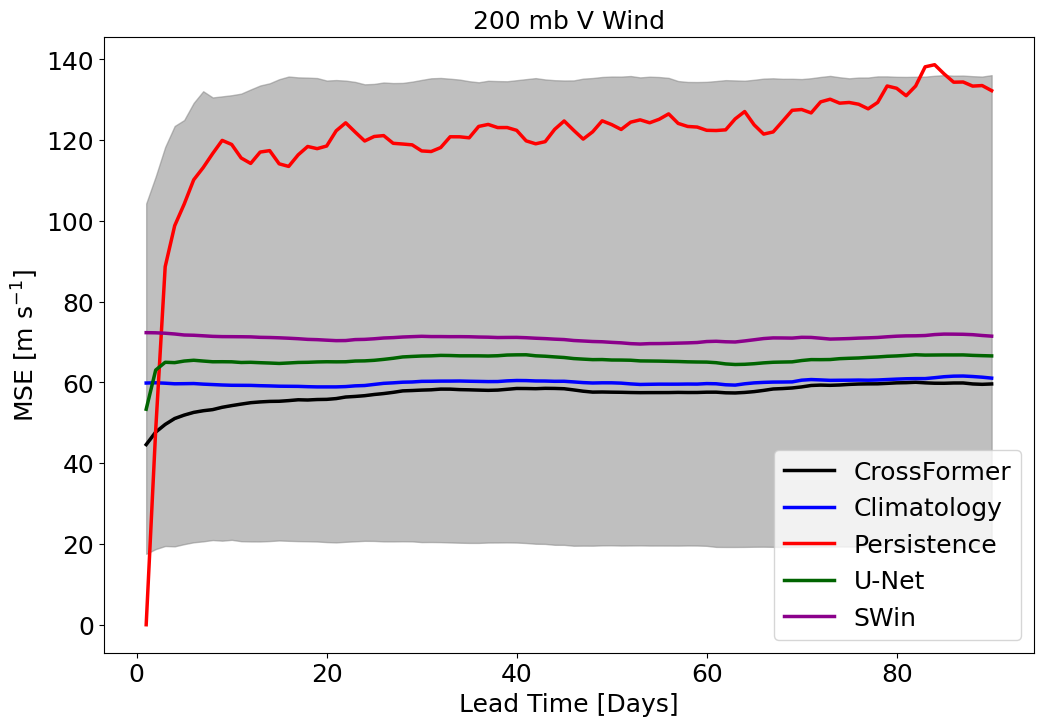 200 mb V Wind
MSE [m s⁻¹]
140
120
100
80
60
40
20
0
0 20 40 60 80
Lead Time [Days]
CrossFormer
Climatology
Persistence
U-Net
SWin